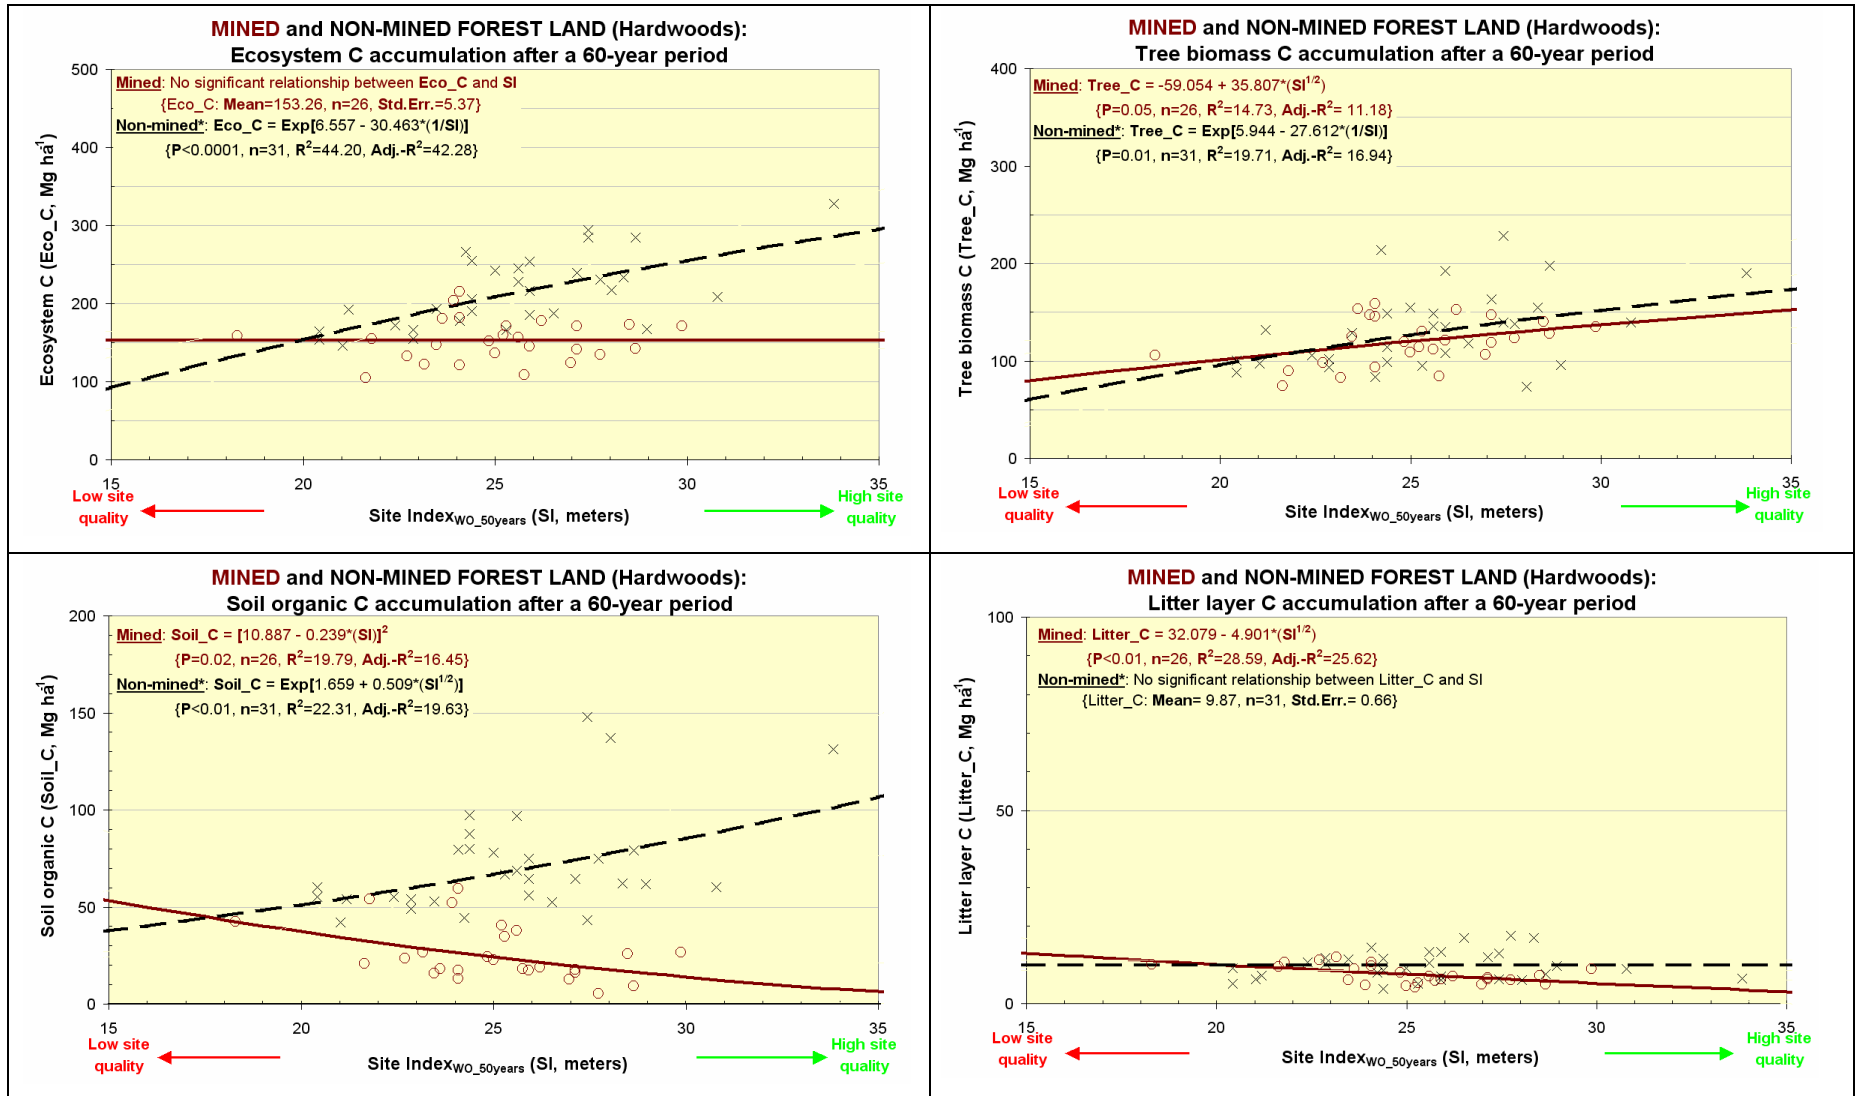 MINED and NON-MINED FOREST LAND (Hardwoods):
Ecosystem C accumulation after a 60-year period
Mined: No significant relationship between Eco_C and SI
{Eco_C: Mean=153.26, n=26, Std.Err.=5.37}
Non-mined*: Eco_C = Exp[6.557 - 30.463*(1/SI)]
{P<0.0001, n=31, R²=44.20, Adj.-R²=42.28}
Ecosystem C (Eco_C, Mg ha⁻¹)
500
400
300
200
100
0
15 20 25 30 35
Low site quality
High site quality
Site Index WO_50years (SI, meters)
MINED and NON-MINED FOREST LAND (Hardwoods):
Tree biomass C accumulation after a 60-year period
Mined: Tree_C = -59.054 + 35.807*(SI^1/2)
{P=0.05, n=26, R²=14.73, Adj.-R²= 11.18}
Non-mined*: Tree_C = Exp[5.944 - 27.612*(1/SI)]
{P=0.01, n=31, R²=19.71, Adj.-R²= 16.94}
Tree biomass C (Tree_C, Mg ha⁻¹)
400
300
200
100
0
15 20 25 30 35
Low site quality
High site quality
Site Index WO_50years (SI, meters)
MINED and NON-MINED FOREST LAND (Hardwoods):
Soil organic C accumulation after a 60-year period
Mined: Soil_C = [10.887 - 0.239*(SI)]²
{P=0.02, n=26, R²=19.79, Adj.-R²=16.45}
Non-mined*: Soil_C = Exp[1.659 + 0.509*(SI^1/2)]
{P<0.01, n=31, R²=22.31, Adj.-R²=19.63}
Soil organic C (Soil_C, Mg ha⁻¹)
200
150
100
50
0
15 20 25 30 35
Low site quality
High site quality
Site Index WO_50years (SI, meters)
MINED and NON-MINED FOREST LAND (Hardwoods):
Litter layer C accumulation after a 60-year period
Mined: Litter_C = 32.079 - 4.901*(SI^1/2)
{P<0.01, n=26, R²=28.59, Adj.-R²=25.62}
Non-mined*: No significant relationship between Litter_C and SI
{Litter_C: Mean= 9.87, n=31, Std.Err.= 0.66}
Litter layer C (Litter_C, Mg ha⁻¹)
100
50
0
15 20 25 30 35
Low site quality
High site quality
Site Index WO_50years (SI, meters)